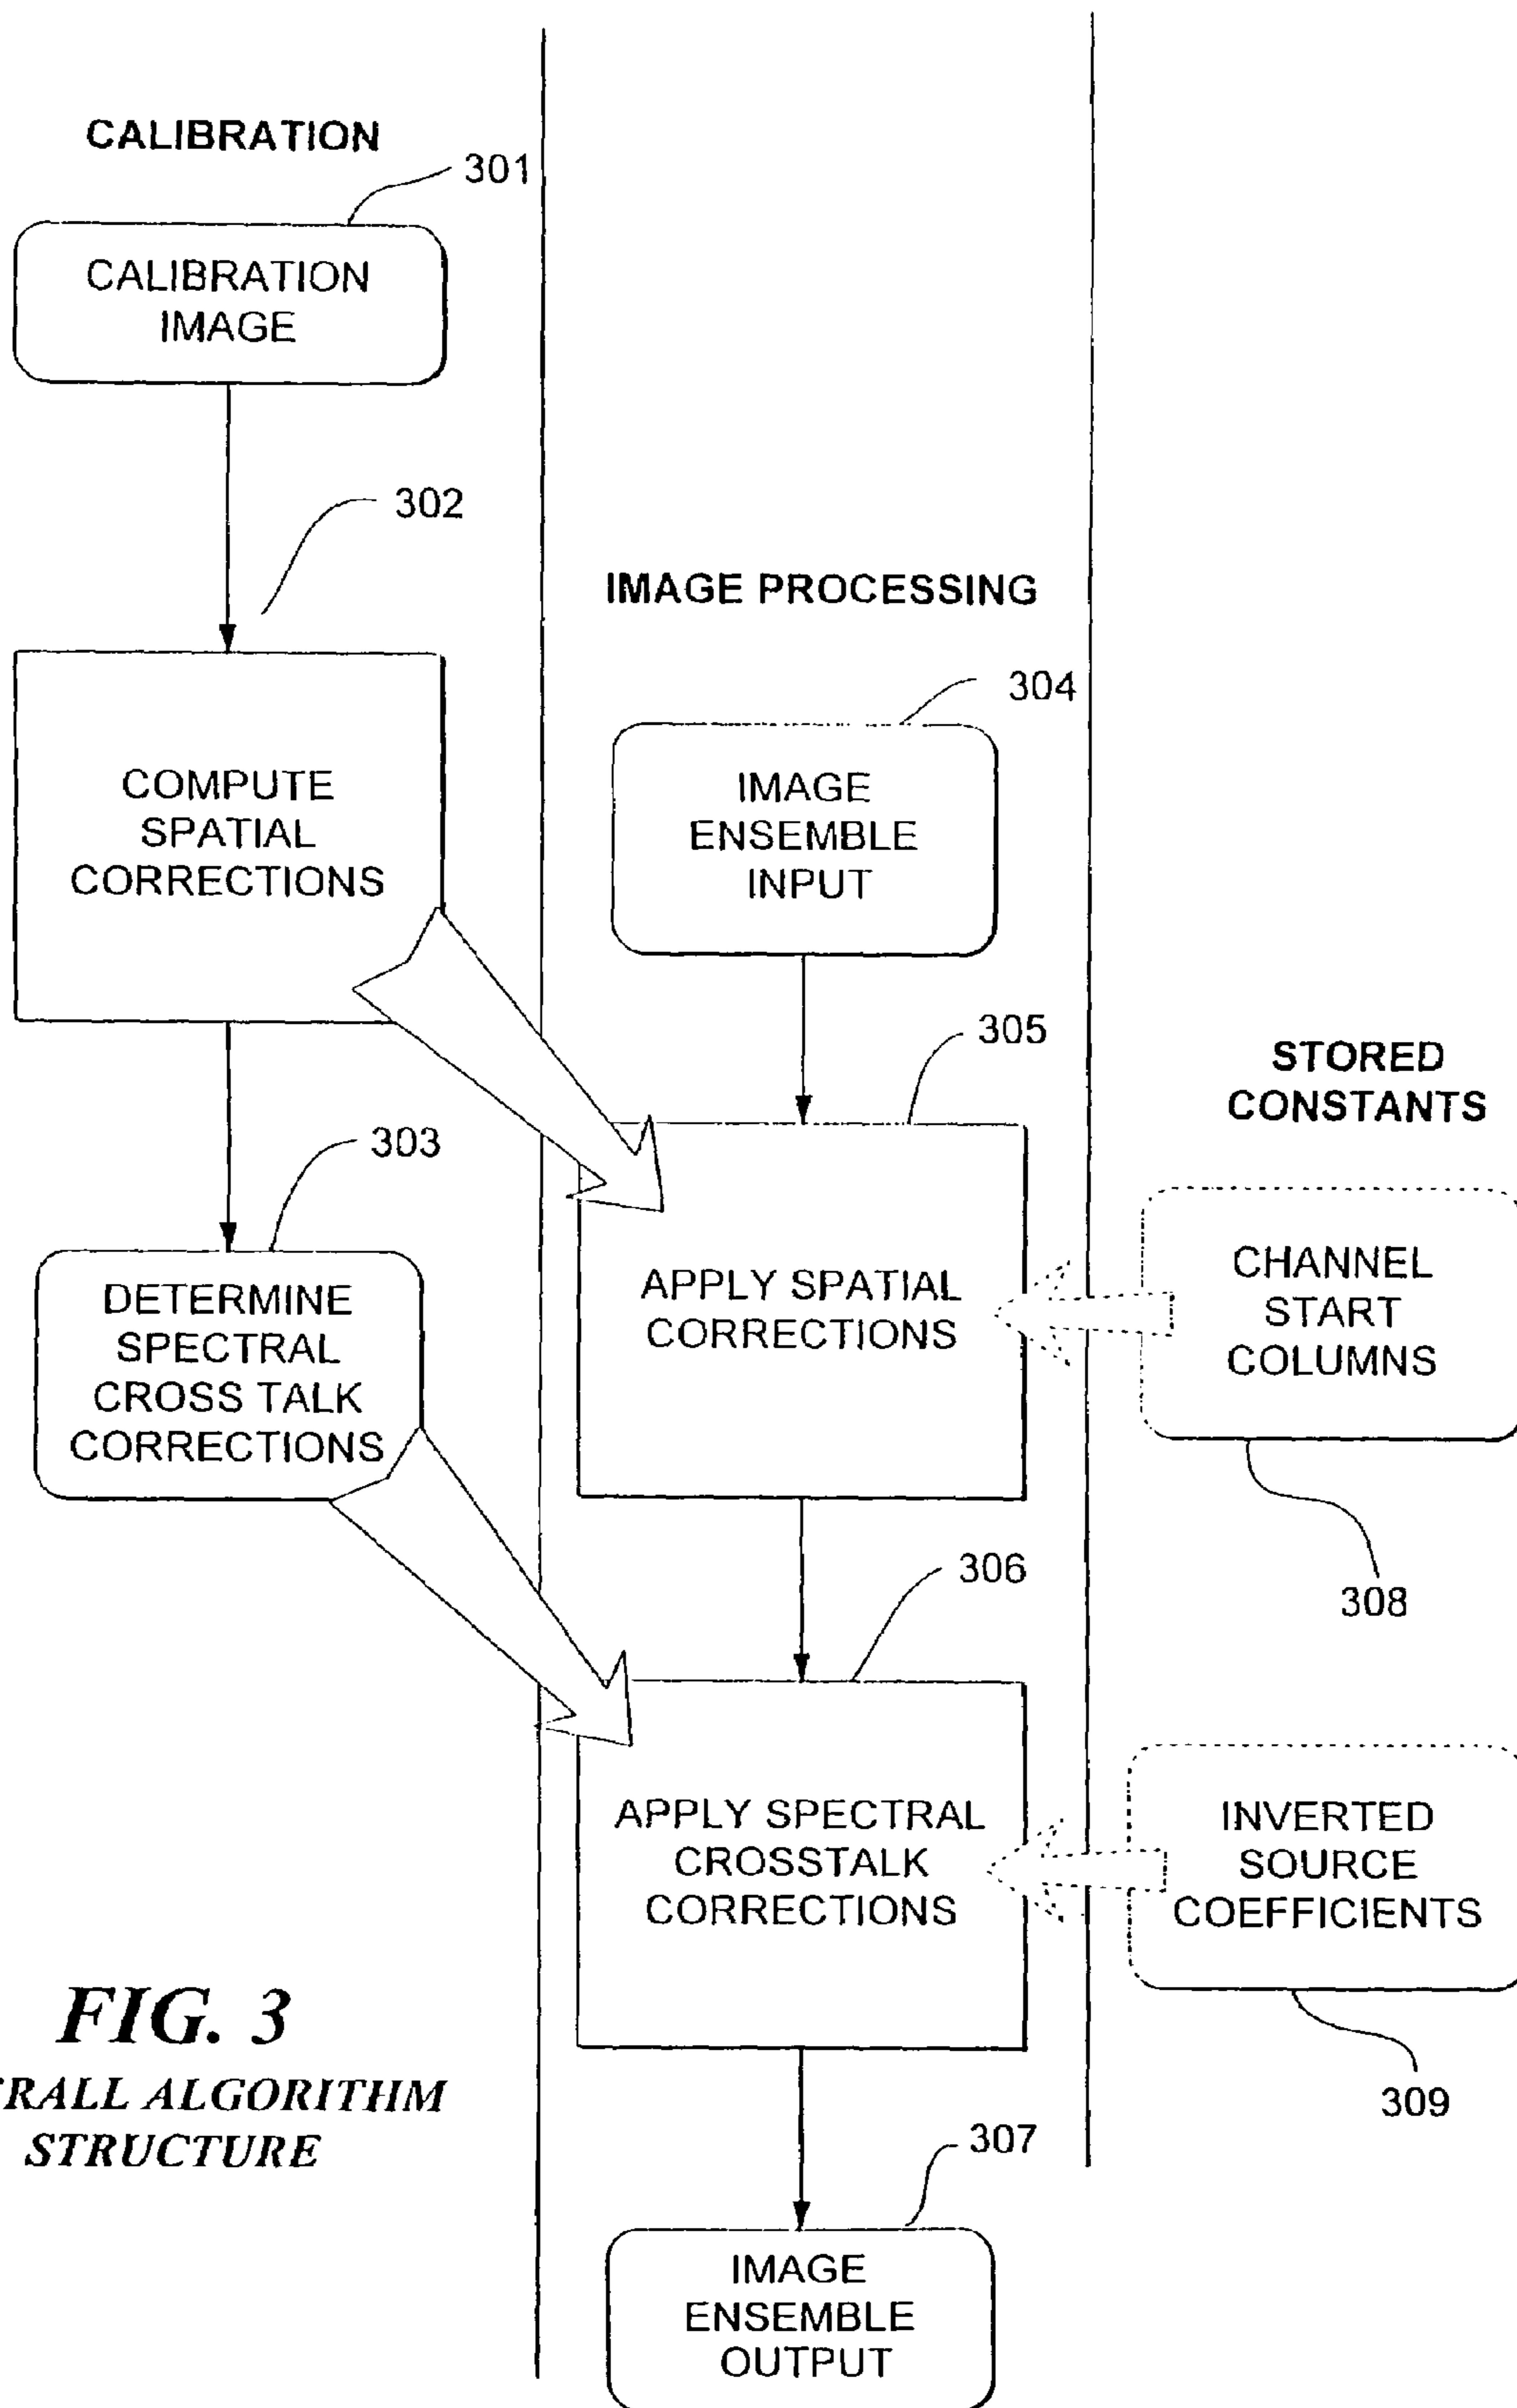 CALIBRATION
301
CALIBRATION
IMAGE
302
COMPUTE
SPATIAL
CORRECTIONS
303
DETERMINE
SPECTRAL
CROSS TALK
CORRECTIONS
IMAGE PROCESSING
304
IMAGE
ENSEMBLE
INPUT
305
APPLY SPATIAL
CORRECTIONS
306
APPLY SPECTRAL
CROSSTALK
CORRECTIONS
307
IMAGE
ENSEMBLE
OUTPUT
STORED
CONSTANTS
CHANNEL
START
COLUMNS
308
INVERTED
SOURCE
COEFFICIENTS
309
FIG. 3
RALL ALGORITHM
STRUCTURE